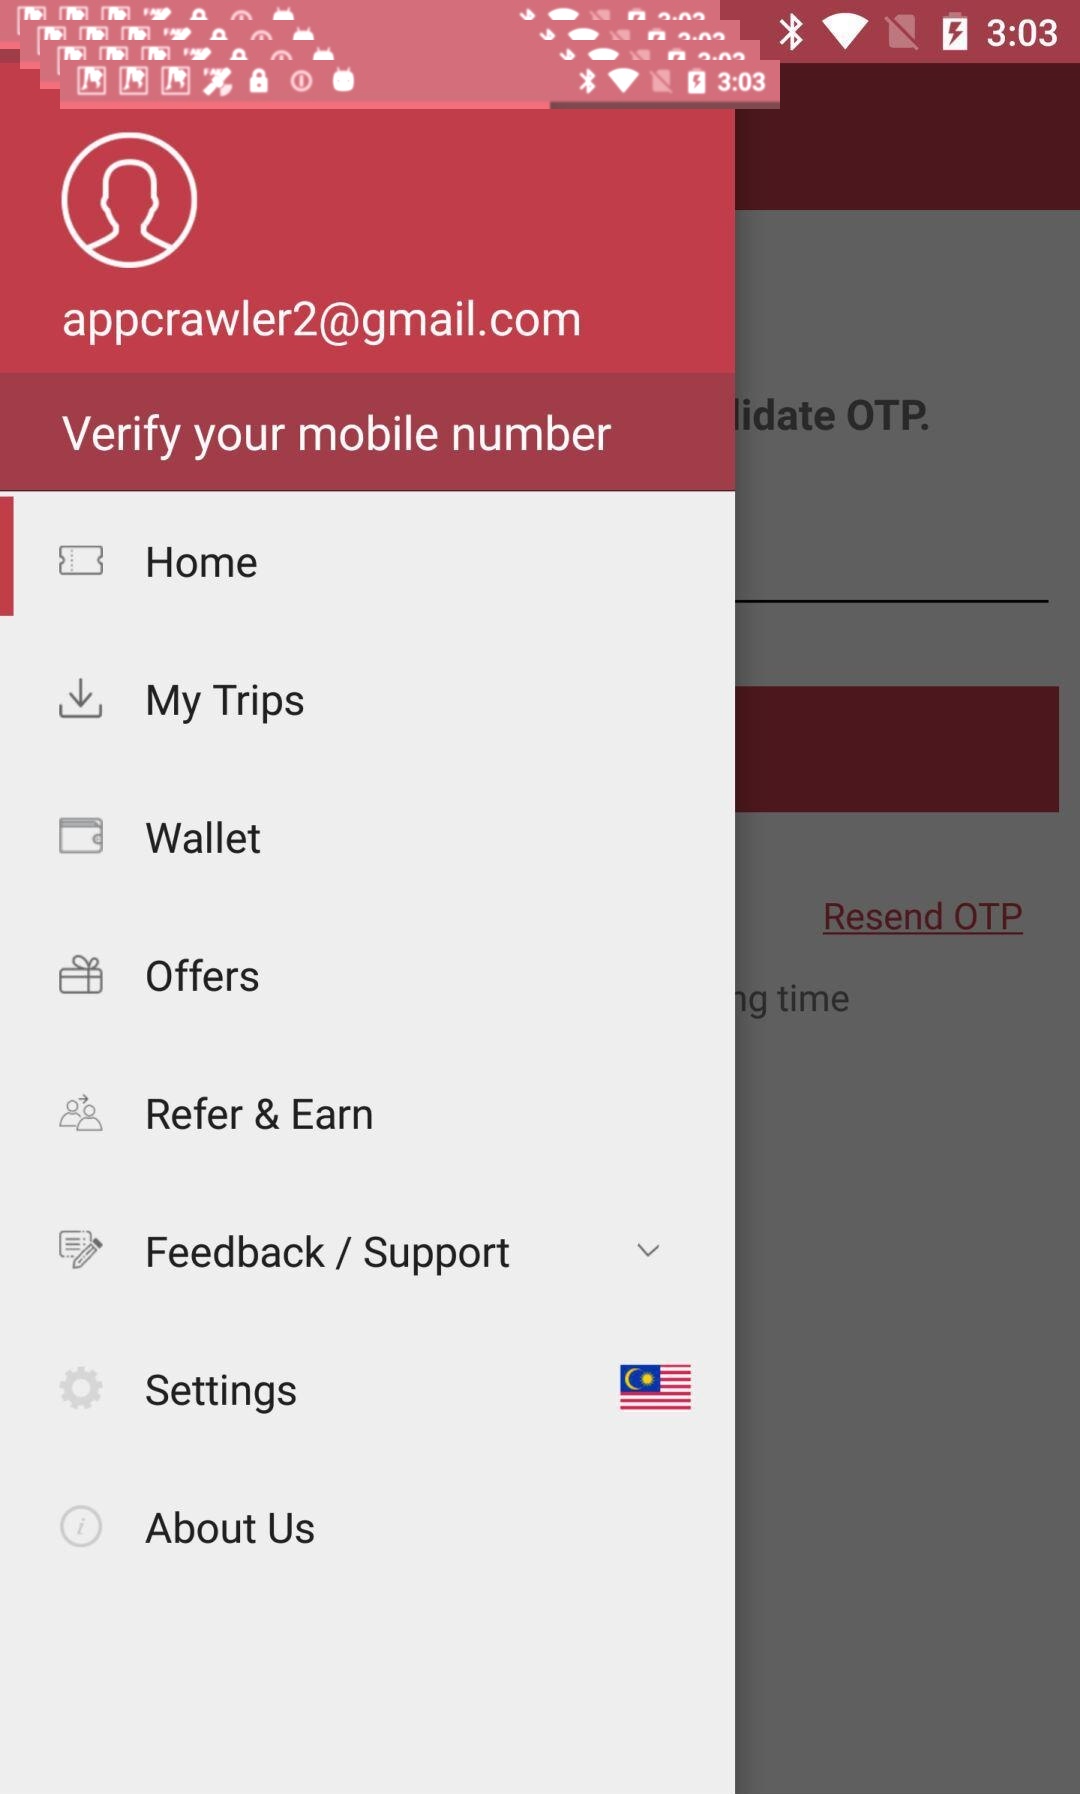 3:03
3:03
appcrawler2@gmail.com
Verify your mobile number
lidate OTP.
Home
My Trips
Wallet
Resend OTP
Offers
ng time
Refer & Earn
Feedback / Support
Settings
About Us